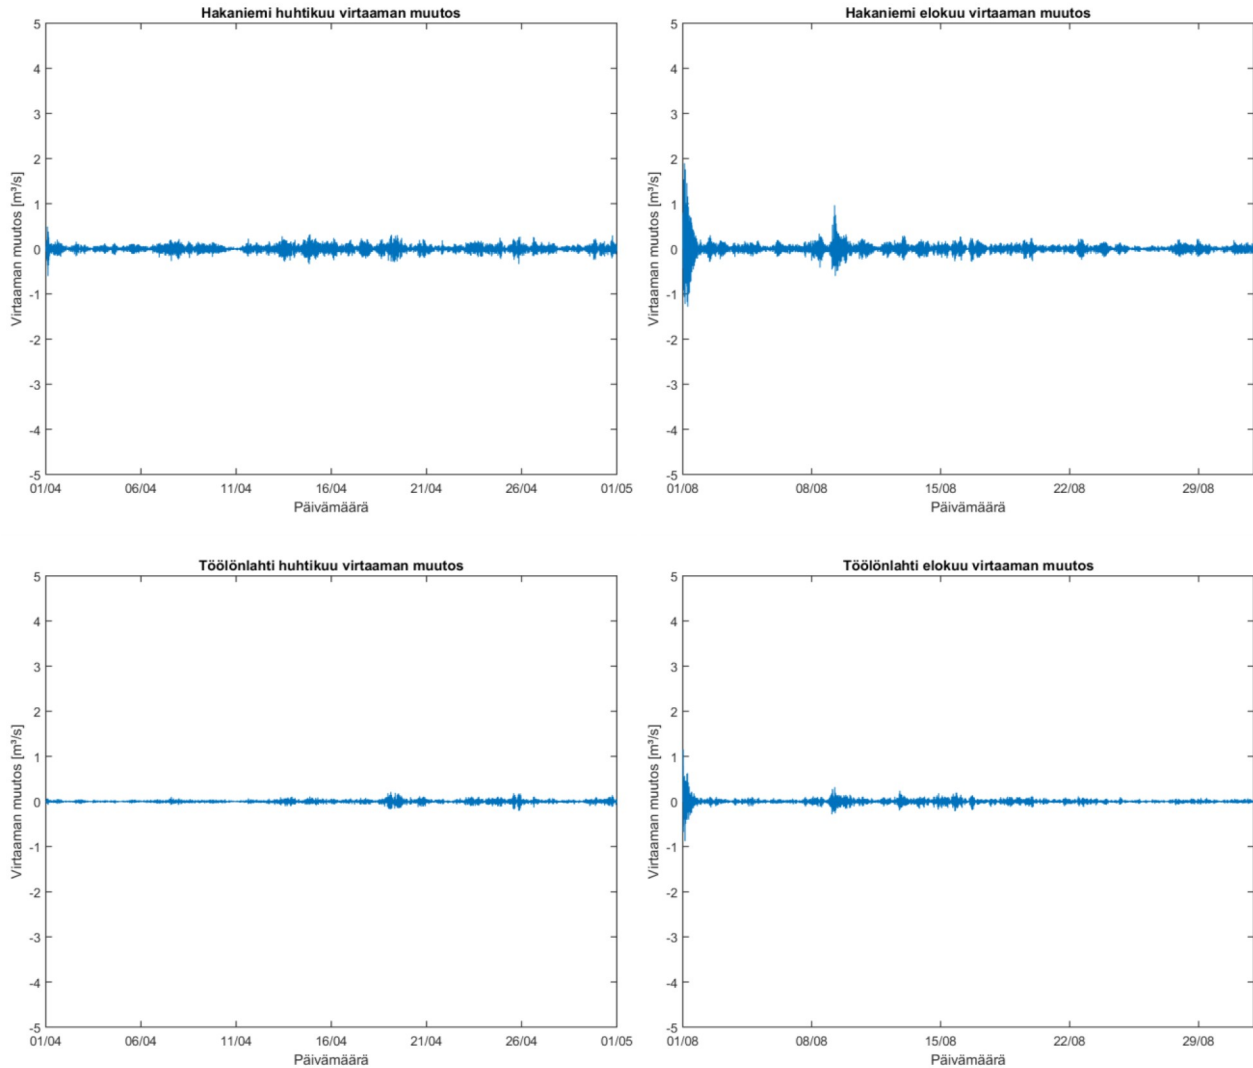 Hakaniemi huhtikuu virtaaman muutos
5
4
3
2
1
0
-1
-2
-3
-4
-5
Virtaaman muutos [m³/s]
01/04 06/04 11/04 16/04 21/04 26/04 01/05
Päivämäärä
Hakaniemi elokuu virtaaman muutos
5
4
3
2
1
0
-1
-2
-3
-4
-5
Virtaaman muutos [m³/s]
01/08 08/08 15/08 22/08 29/08
Päivämäärä
Töölönlahti huhtikuu virtaaman muutos
5
4
3
2
1
0
-1
-2
-3
-4
-5
Virtaaman muutos [m³/s]
01/04 06/04 11/04 16/04 21/04 26/04 01/05
Päivämäärä
Töölönlahti elokuu virtaaman muutos
5
4
3
2
1
0
-1
-2
-3
-4
-5
Virtaaman muutos [m³/s]
01/08 08/08 15/08 22/08 29/08
Päivämäärä